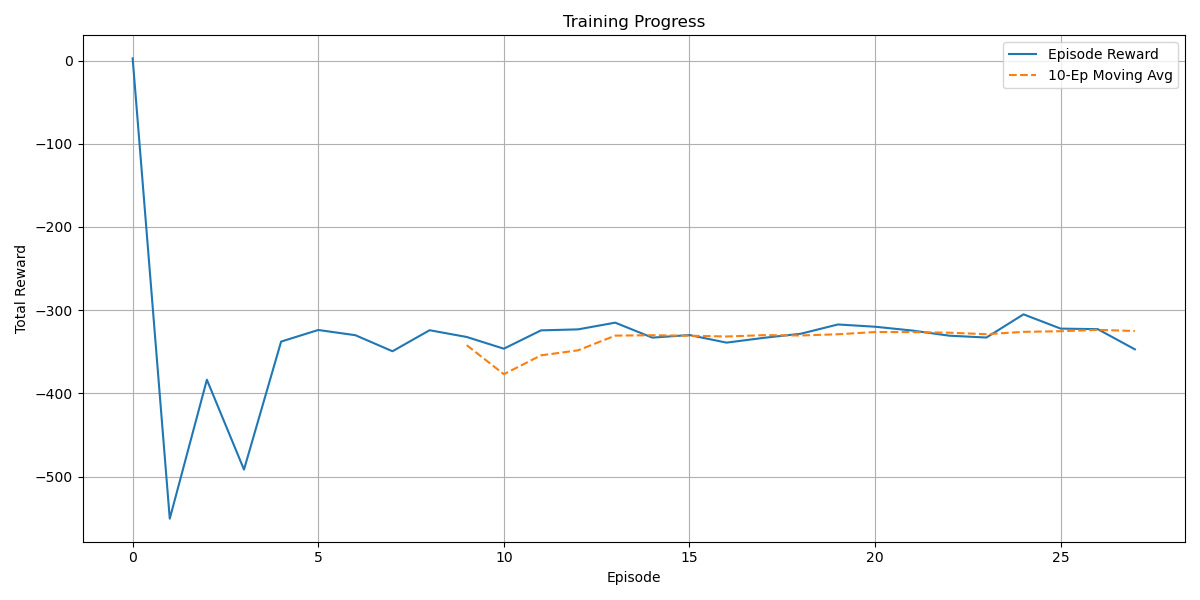 Training Progress
Episode Reward
10-Ep Moving Avg
Total Reward
0
−100
−200
−300
−400
−500
0 5 10 15 20 25
Episode